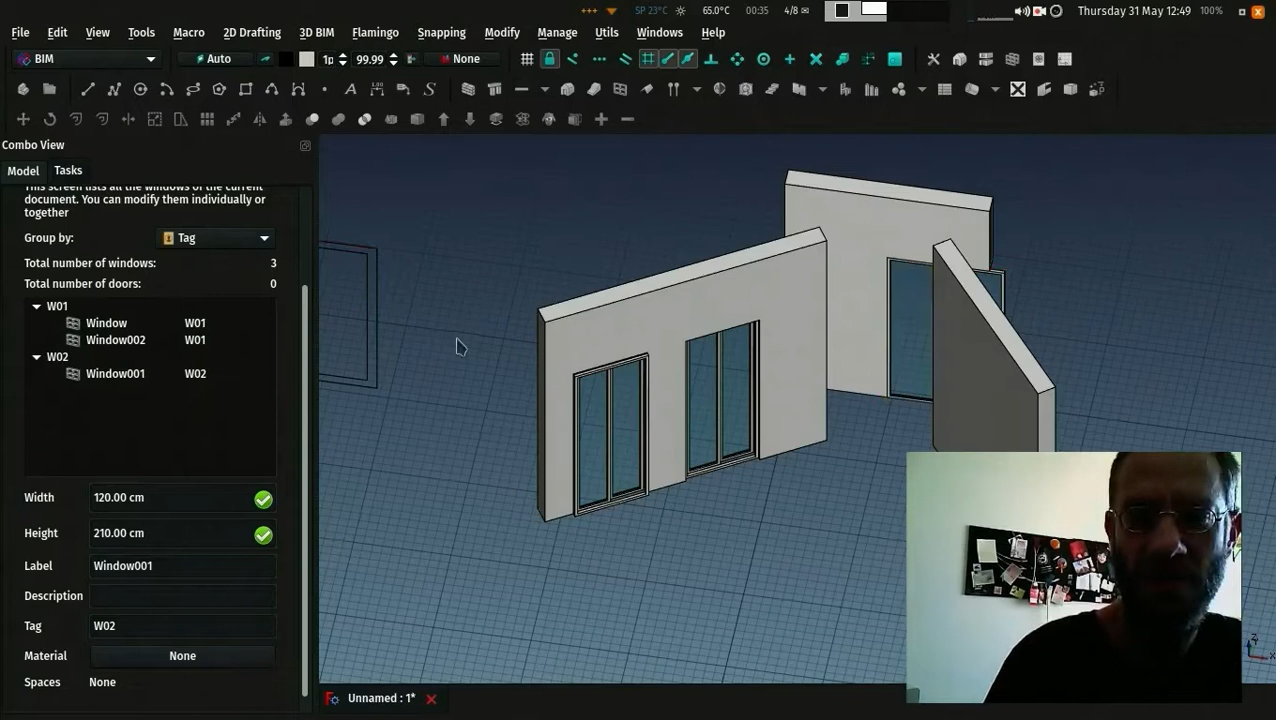 SP 23°C
65.0°C
00:35
4/8
Thursday 31 May 12:49
100%
File
Edit
View
Tools
Macro
2D Drafting
3D BIM
Flamingo
Snapping
Modify
Manage
Utils
Windows
Help
BIM
Auto
1p
99.99
None
Combo View
Model
Tasks
This screen lists all the windows of the current
document. You can modify them individually or
together
Group by:
Tag
Total number of windows:
3
Total number of doors:
0
W01
Window
W01
Window002
W01
W02
Window001
W02
Width
120.00 cm
Height
210.00 cm
Label
Window001
Description
Tag
W02
Material
None
Spaces
None
Unnamed : 1*
Z
X